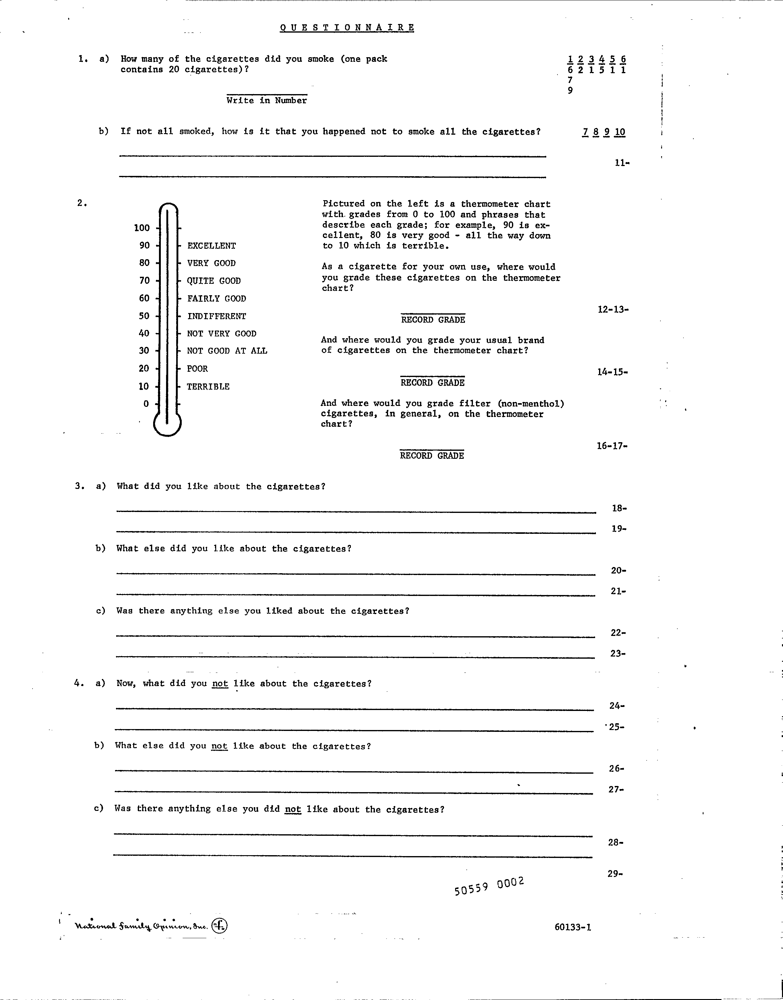 QUESTIONNAIRE
1. a) How many of the cigarettes did you smoke (one pack
contains 20 cigarettes)?
1 2 3 4 5 6
6 2 1 5 1 1
7
9
Write in Number
b) If not all smoked, how is it that you happened not to smoke all the cigarettes?
7 8 9 10
11-
2.
100
90 EXCELLENT
80 VERY GOOD
70 QUITE GOOD
60 FAIRLY GOOD
50 INDIFFERENT
40 NOT VERY GOOD
30 NOT GOOD AT ALL
20 POOR
10 TERRIBLE
0
Pictured on the left is a thermometer chart
with grades from 0 to 100 and phrases that
describe each grade; for example, 90 is ex-
cellent, 80 is very good - all the way down
to 10 which is terrible.
As a cigarette for your own use, where would
you grade these cigarettes on the thermometer
chart?
12-13-
RECORD GRADE
And where would you grade your usual brand
of cigarettes on the thermometer chart?
14-15-
RECORD GRADE
And where would you grade filter (non-menthol)
cigarettes, in general, on the thermometer
chart?
16-17-
RECORD GRADE
3. a) What did you like about the cigarettes?
18-
19-
b) What else did you like about the cigarettes?
20-
21-
c) Was there anything else you liked about the cigarettes?
22-
23-
4. a) Now, what did you not like about the cigarettes?
24-
25-
b) What else did you not like about the cigarettes?
26-
27-
c) Was there anything else you did not like about the cigarettes?
28-
29-
50559 0002
National Family Opinion, Inc.
60133-1